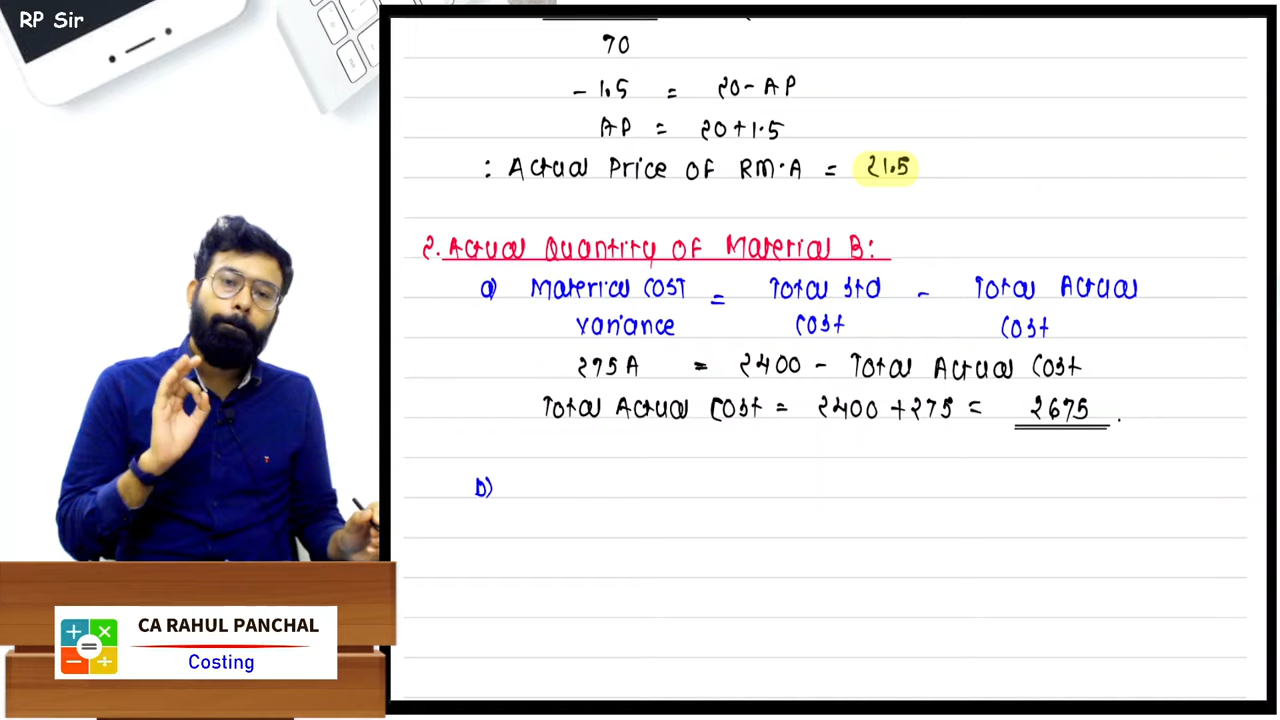 RP Sir
70
- 1.5 = 20 - AP
AP = 20 + 1.5
: Actual Price of RM.A = 21.5
2. Actual Quantity of Material B:
a) Material Cost = Total Std - Total Actual
variance Cost Cost
275A = 2400 - Total Actual Cost
Total Actual Cost = 2400 + 275 = 2675.
b)
CA RAHUL PANCHAL
Costing